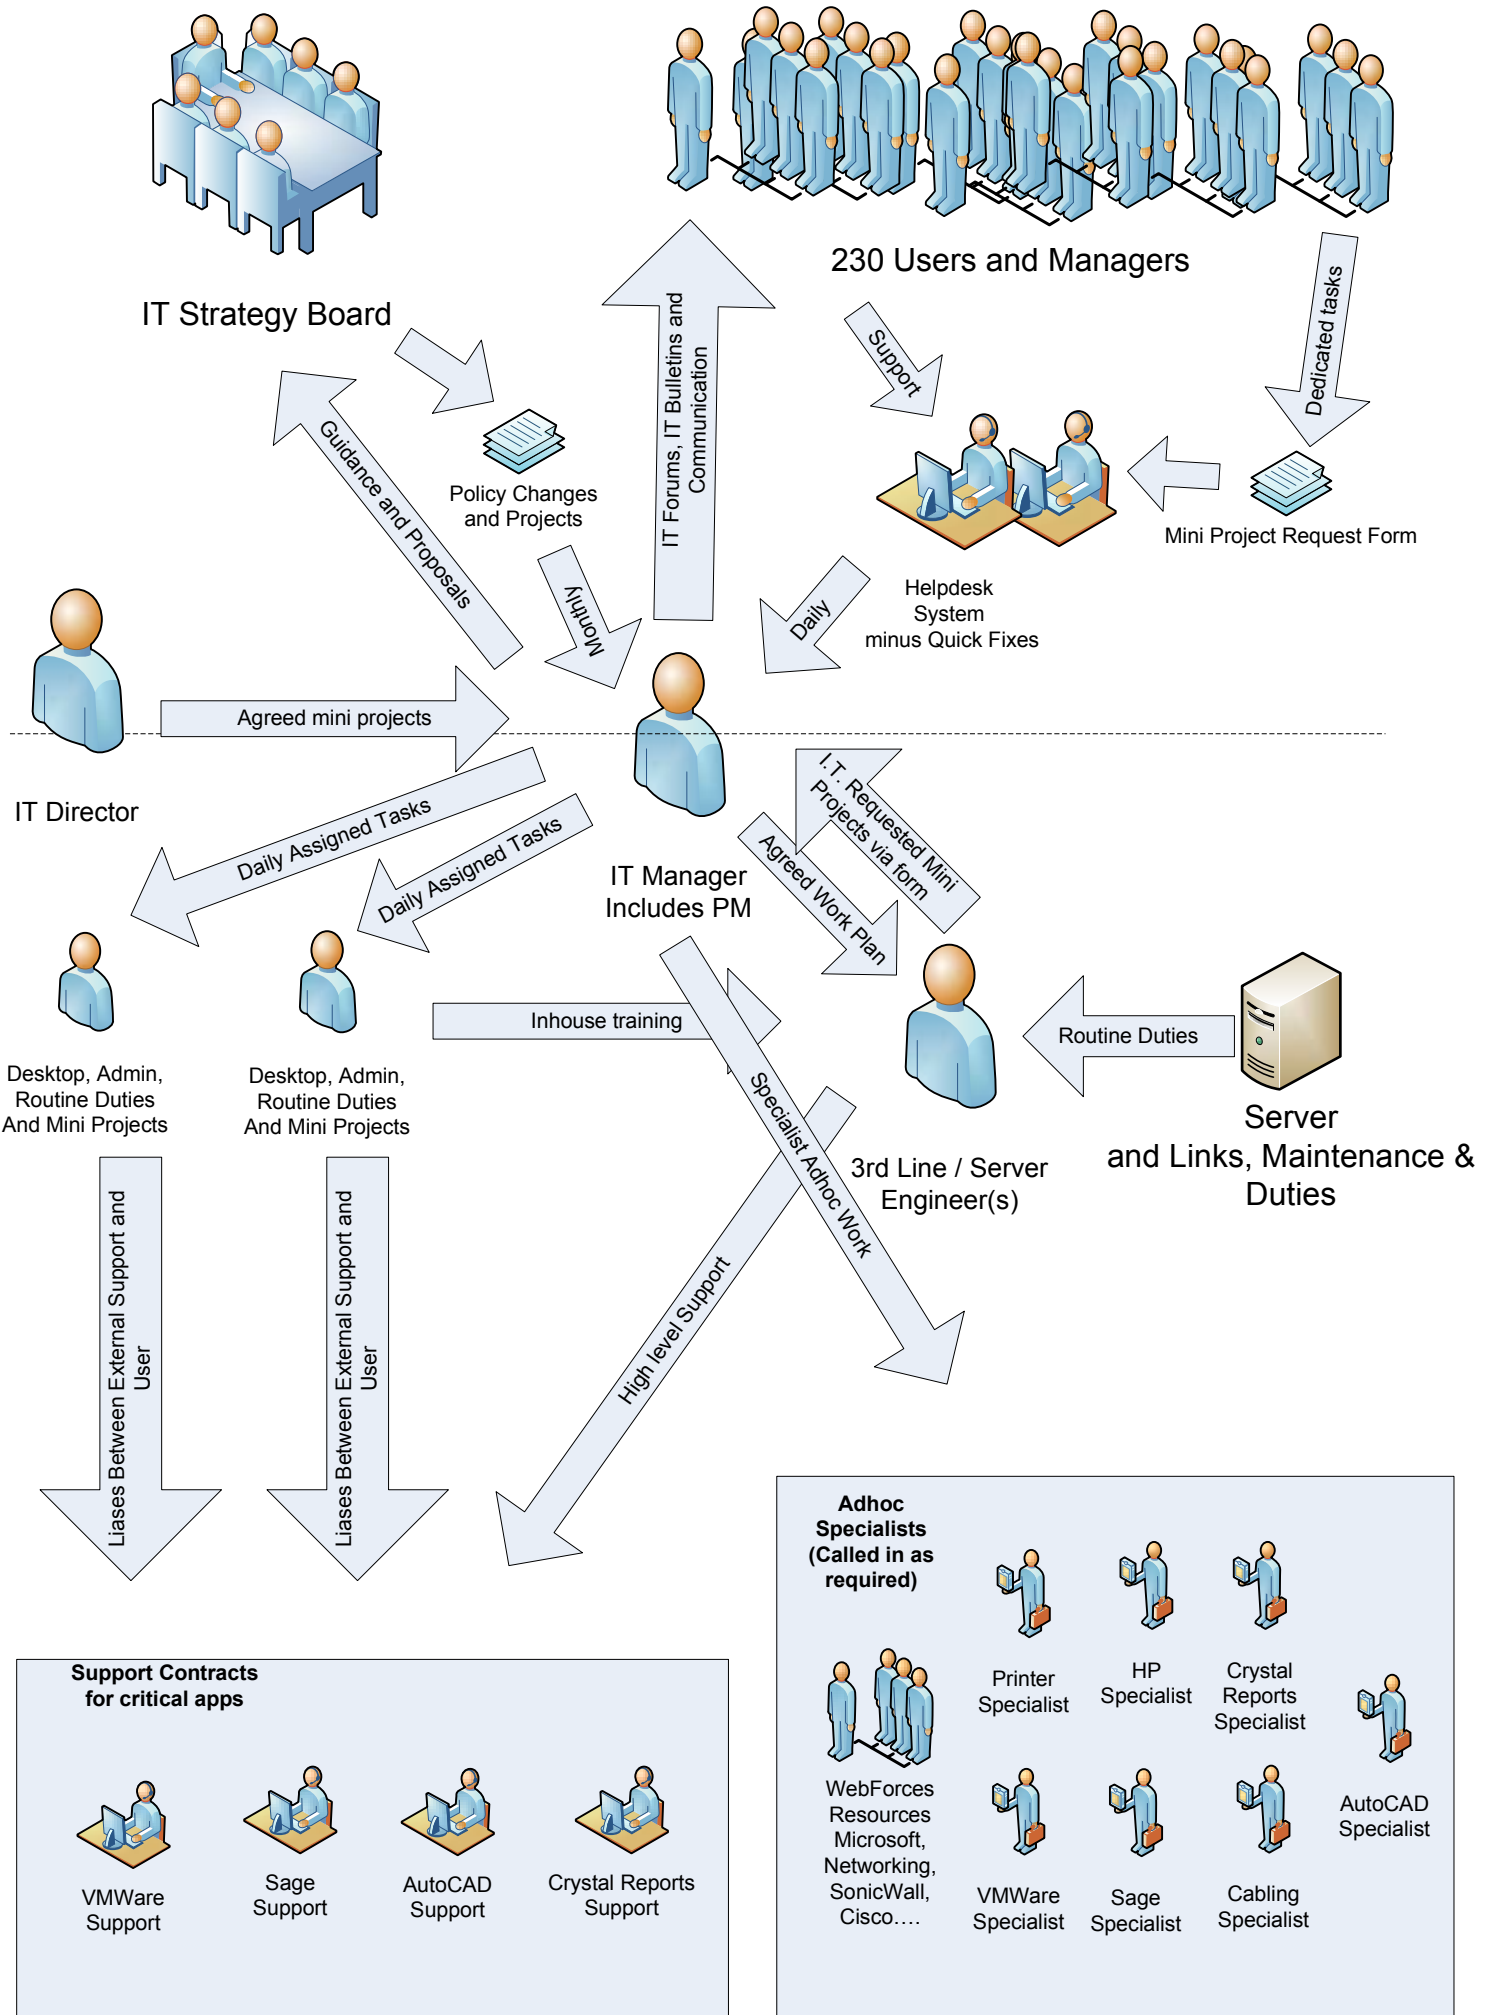 230 Users and Managers
IT Strategy Board
Support
Dedicated tasks
IT Forums, IT Bulletins and
Communication
Guidance and Proposals
Policy Changes
and Projects
Mini Project Request Form
Monthly
Daily
Helpdesk
System
minus Quick Fixes
Agreed mini projects
IT Director
Daily Assigned Tasks
Daily Assigned Tasks
IT Manager
Includes PM
I.T. Requested Mini
Projects via form
Agreed Work Plan
Inhouse training
Routine Duties
Desktop, Admin,
Routine Duties
And Mini Projects
Desktop, Admin,
Routine Duties
And Mini Projects
Server
and Links, Maintenance &
Duties
3rd Line / Server
Engineer(s)
Specialist Adhoc Work
High level Support
Liases Between External Support and
User
Liases Between External Support and
User
Adhoc
Specialists
(Called in as
required)
Printer
Specialist
HP
Specialist
Crystal
Reports
Specialist
AutoCAD
Specialist
WebForces
Resources
Microsoft,
Networking,
SonicWall,
Cisco….
VMWare
Specialist
Sage
Specialist
Cabling
Specialist
Support Contracts
for critical apps
VMWare
Support
Sage
Support
AutoCAD
Support
Crystal Reports
Support